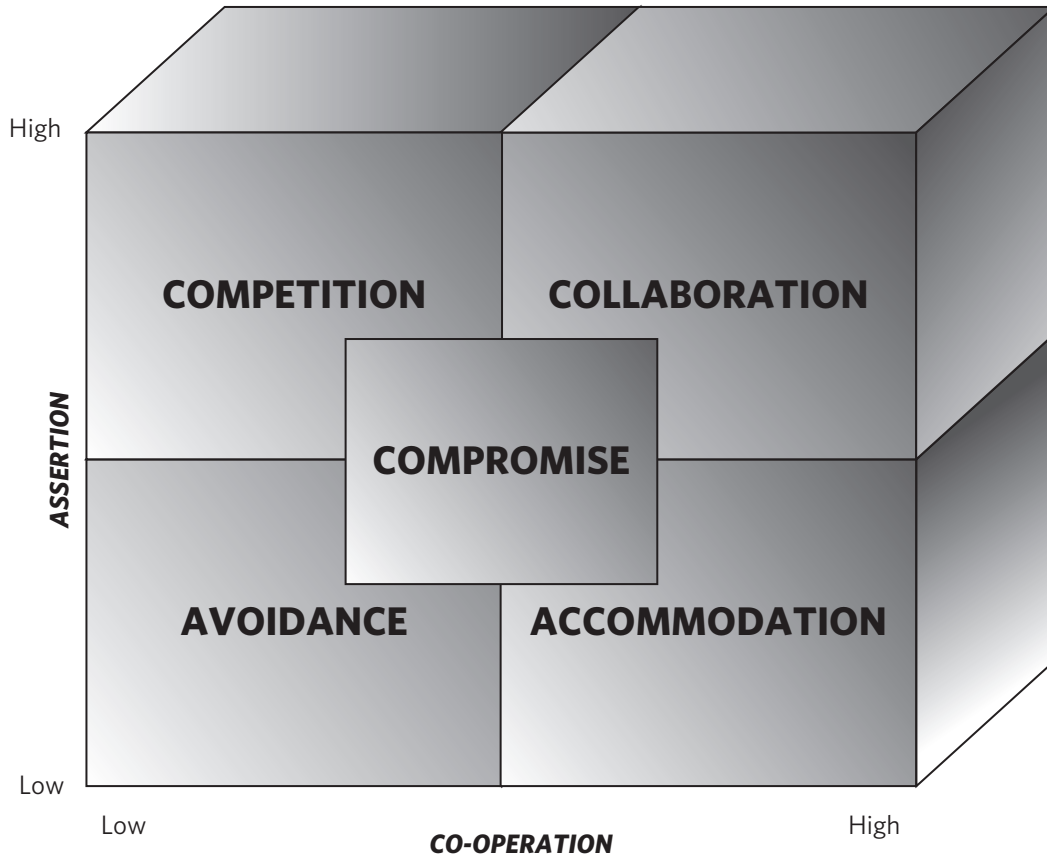 High
COMPETITION
COLLABORATION
ASSERTION
COMPROMISE
AVOIDANCE
ACCOMMODATION
Low
Low
High
CO-OPERATION